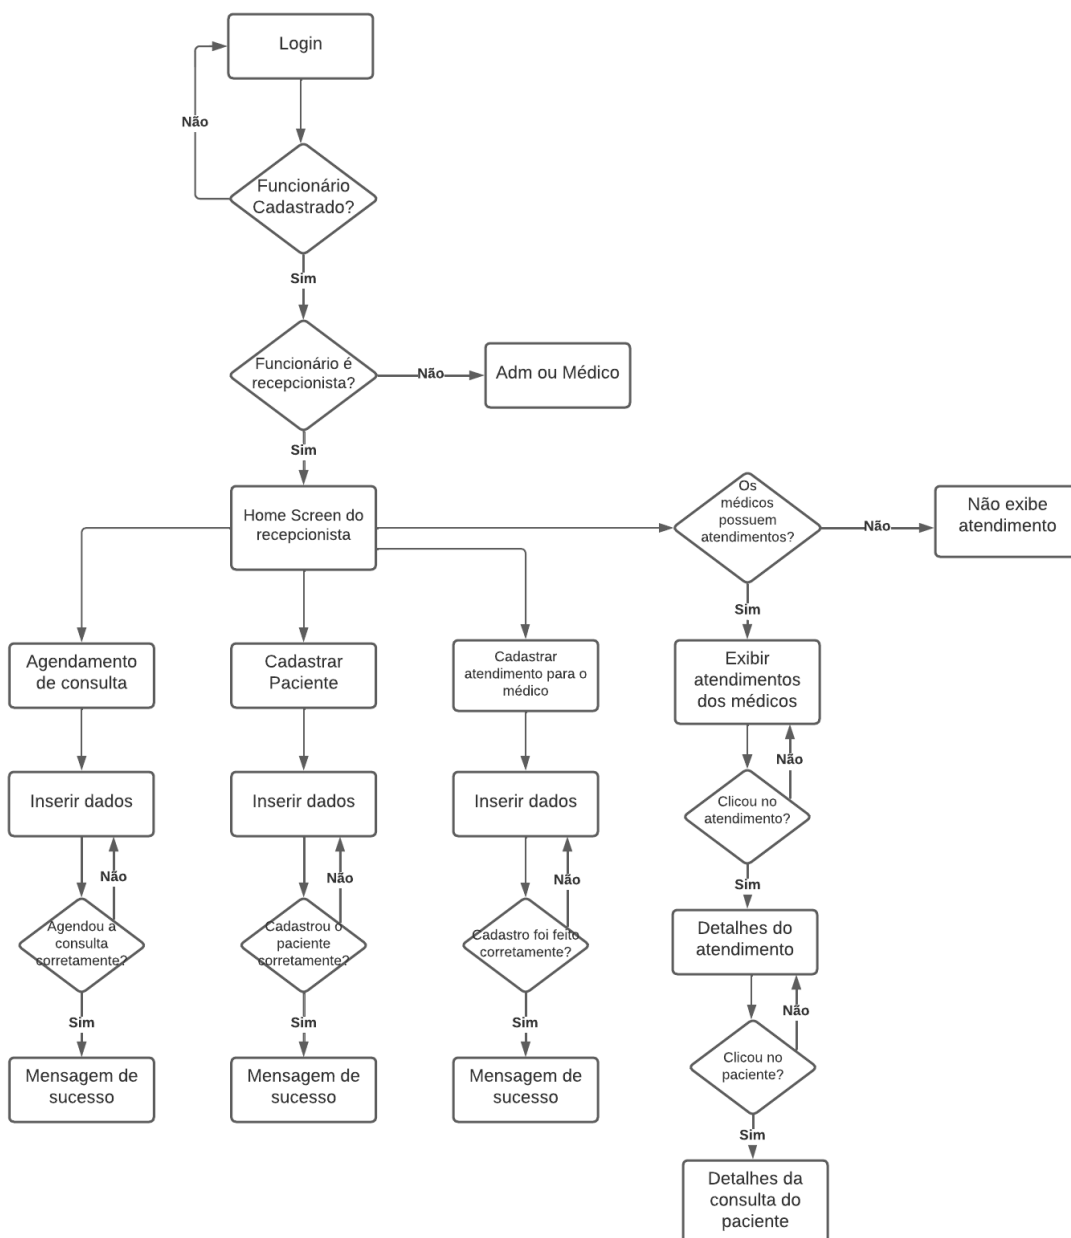 Login
Não
Funcionário
Cadastrado?
Sim
Funcionário é
recepcionista?
Não
Adm ou Médico
Sim
Home Screen do
recepcionista
Os
médicos
possuem
atendimentos?
Não
Não exibe
atendimento
Sim
Agendamento
de consulta
Cadastrar
Paciente
Cadastrar
atendimento para o
médico
Exibir
atendimentos
dos médicos
Não
Inserir dados
Inserir dados
Inserir dados
Clicou no
atendimento?
Não
Não
Não
Sim
Agendou a
consulta
corretamente?
Cadastrou o
paciente
corretamente?
Cadastro foi feito
corretamente?
Detalhes do
atendimento
Não
Sim
Sim
Sim
Clicou no
paciente?
Mensagem de
sucesso
Mensagem de
sucesso
Mensagem de
sucesso
Sim
Detalhes da
consulta do
paciente